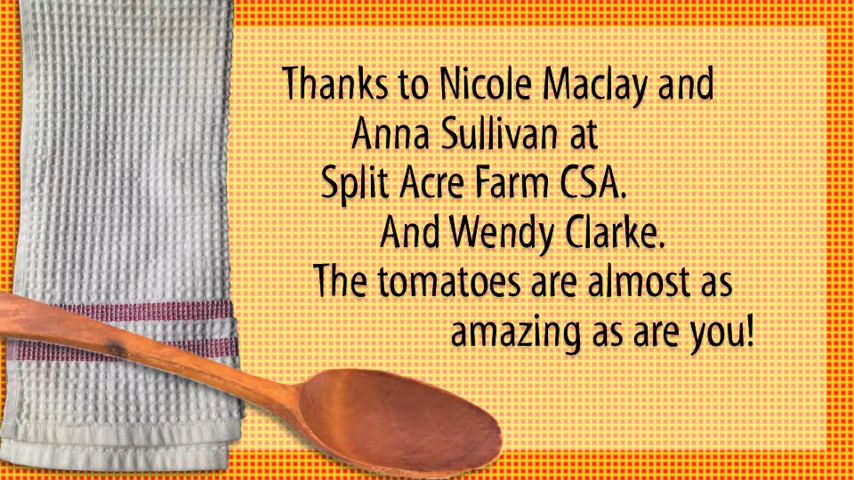 Thanks to Nicole Maclay and
Anna Sullivan at
Split Acre Farm CSA.
And Wendy Clarke.
The tomatoes are almost as
amazing as are you!